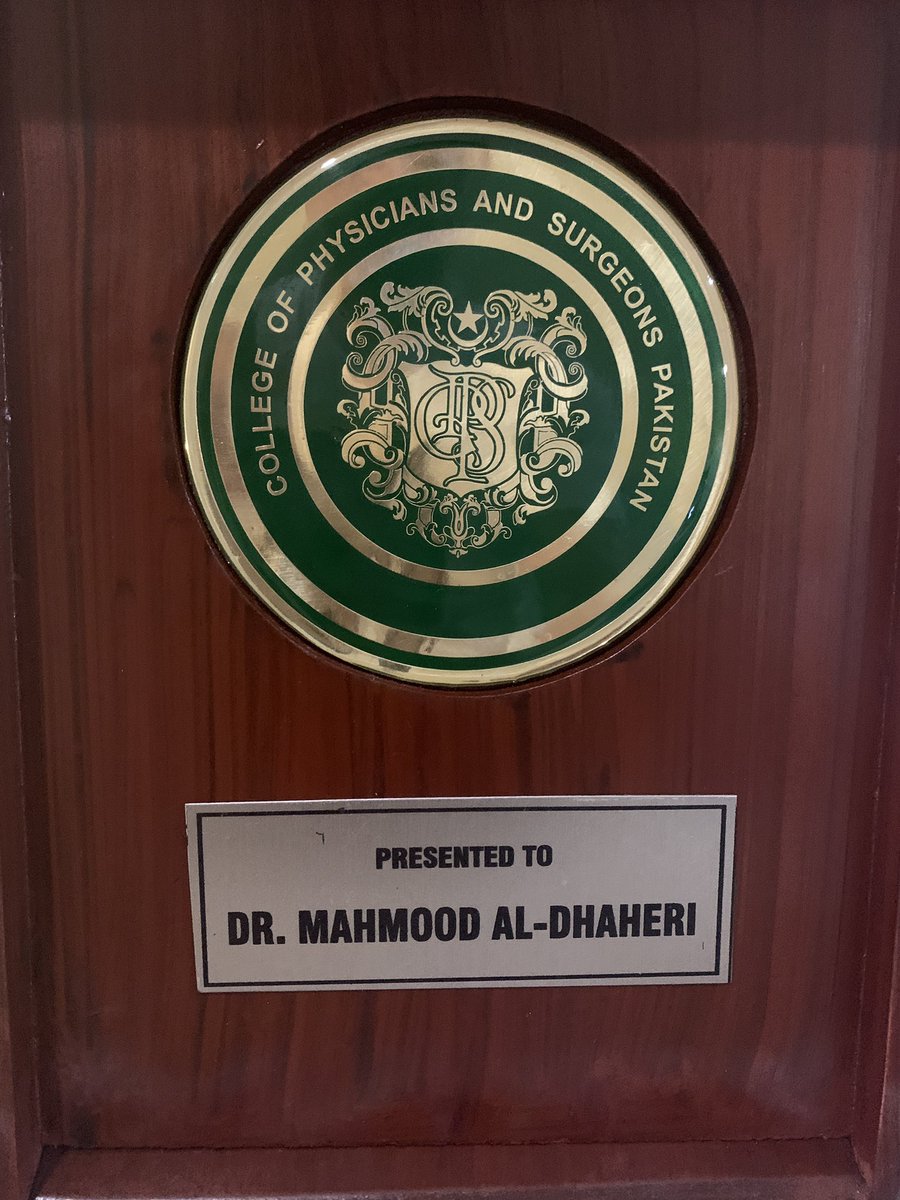 COLLEGE OF PHYSICIANS AND SURGEONS PAKISTAN
PRESENTED TO
DR. MAHMOOD AL-DHAHERI